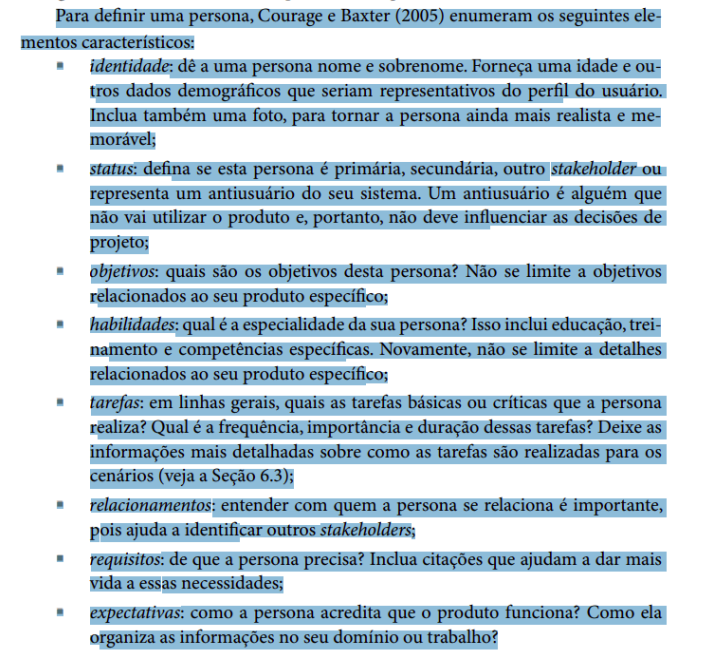 Para definir uma persona, Courage e Baxter (2005) enumeram os seguintes ele-
mentos característicos:
identidade: dê a uma persona nome e sobrenome. Forneça uma idade e ou-
tros dados demográficos que seriam representativos do perfil do usuário.
Inclua também uma foto, para tornar a persona ainda mais realista e me-
morável;
status: defina se esta persona é primária, secundária, outro stakeholder ou
representa um antiusuário do seu sistema. Um antiusuário é alguém que
não vai utilizar o produto e, portanto, não deve influenciar as decisões de
projeto;
objetivos: quais são os objetivos desta persona? Não se limite a objetivos
relacionados ao seu produto específico;
habilidades: qual é a especialidade da sua persona? Isso inclui educação, trei-
namento e competências específicas. Novamente, não se limite a detalhes
relacionados ao seu produto específico;
tarefas: em linhas gerais, quais as tarefas básicas ou críticas que a persona
realiza? Qual é a frequência, importância e duração dessas tarefas? Deixe as
informações mais detalhadas sobre como as tarefas são realizadas para os
cenários (veja a Seção 6.3);
relacionamentos: entender com quem a persona se relaciona é importante,
pois ajuda a identificar outros stakeholders;
requisitos: de que a persona precisa? Inclua citações que ajudam a dar mais
vida a essas necessidades;
expectativas: como a persona acredita que o produto funciona? Como ela
organiza as informações no seu domínio ou trabalho?